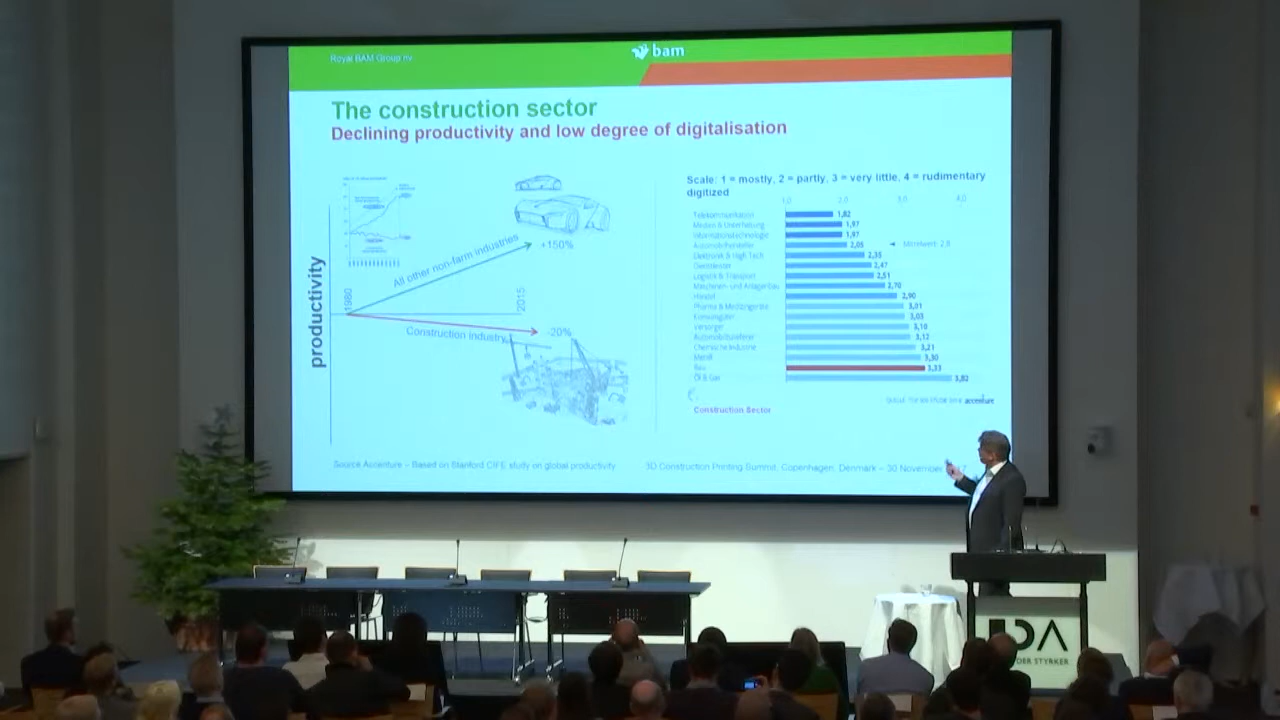 Royal BAM Group nv
bam
The construction sector
Declining productivity and low degree of digitalisation
productivity
1980
All other non-farm industries
+150%
2015
Construction industry
-20%
Scale: 1 = mostly, 2 = partly, 3 = very little, 4 = rudimentary
digitized
1,0 2,0 3,0 4,0
Telekommunikation 1,82
Medien & Unterhaltung 1,97
Informationstechnologie 1,97
Automobilhersteller 2,05 Mittelwert: 2,8
Elektronik & High Tech 2,35
2,47
Logistik & Transport 2,51
Maschinen- und Anlagenbau 2,70
Handel 2,90
Pharma & Medizingeräte 3,01
Konsumgüter 3,03
Versorger 3,10
Automobilzulieferer 3,12
Chemische Industrie 3,21
Metall 3,30
Bau 3,33
Öl & Gas 3,82
accenture
Construction Sector
Source Accenture – Based on Stanford CIFE study on global productivity
3D Construction Printing Summit, Copenhagen, Denmark – 30 November
IDA
DER STYRKER